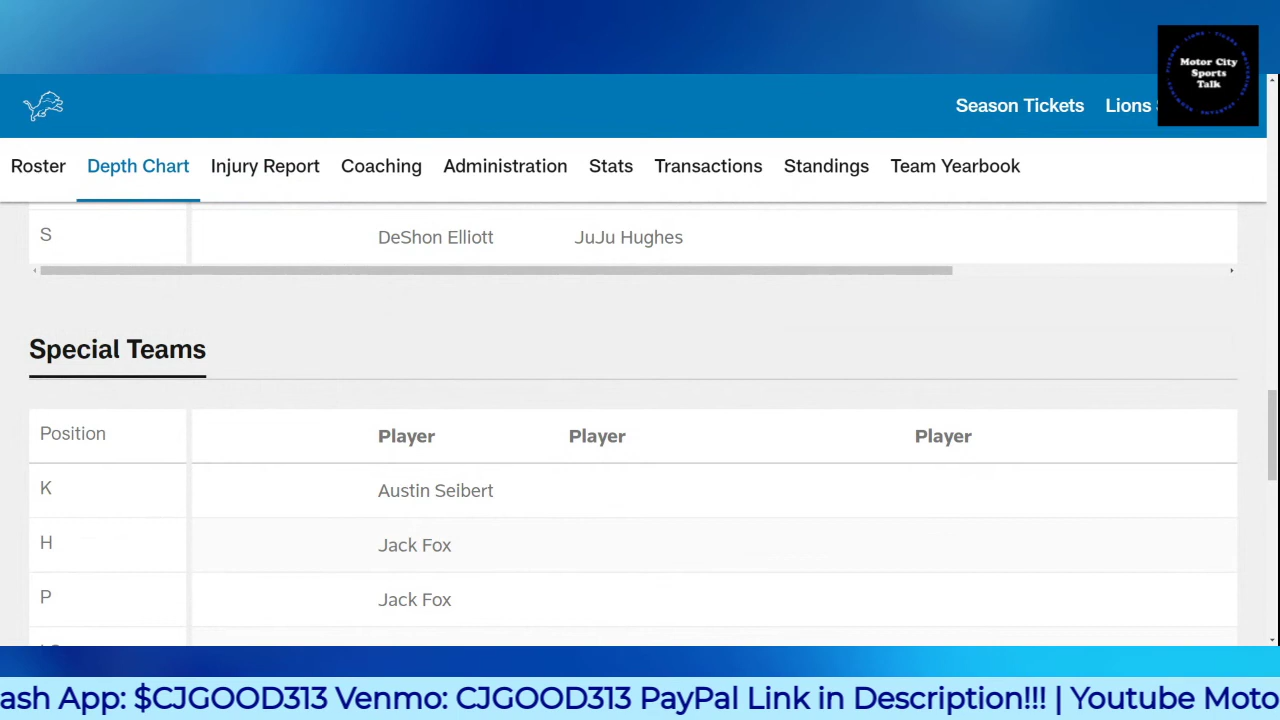 Motor City
Sports
Talk
Season Tickets Lions
Roster Depth Chart Injury Report Coaching Administration Stats Transactions Standings Team Yearbook
S DeShon Elliott JuJu Hughes
Special Teams
Position Player Player Player
K Austin Seibert
H Jack Fox
P Jack Fox
ash App: $CJGOOD313 Venmo: CJGOOD313 PayPal Link in Description!!! | Youtube Moto